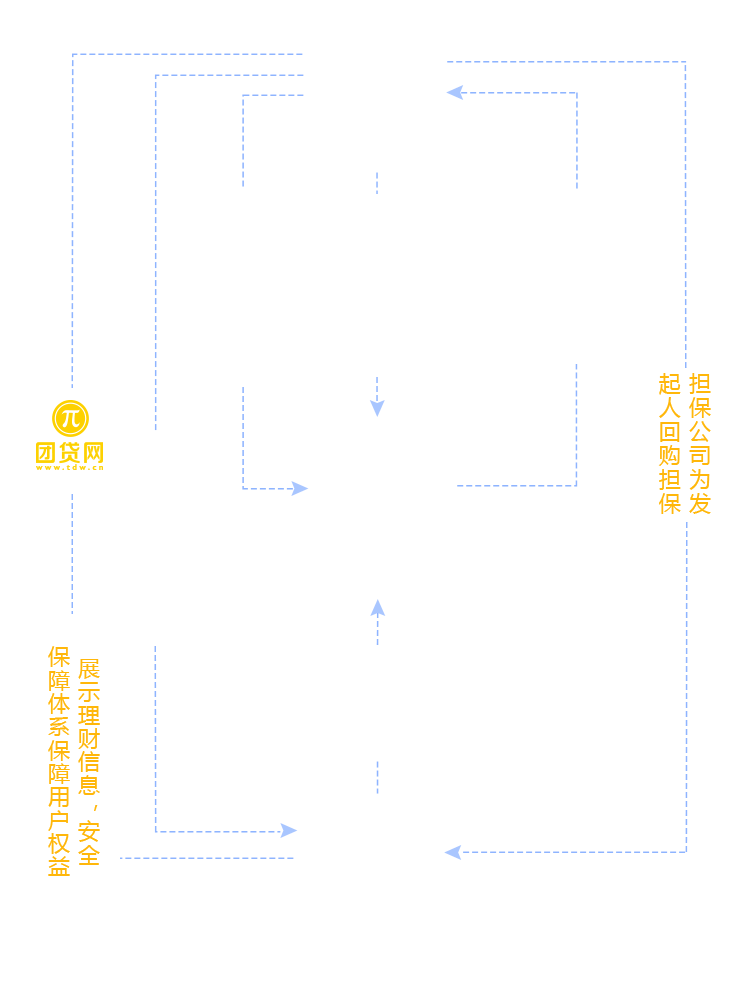 团贷网
www.tdw.cn
担保公司为发
起人回购担保
展示理财信息，安全
保障体系保障用户权益